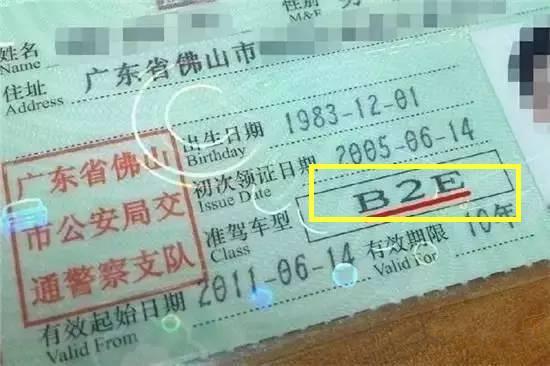 姓名
Name
性别
住址
Address
广东省佛山市
出生日期
Birthday
1983-12-01
初次领证日期
Issue Date
2005-06-14
准驾车型
Class
B2E
广东省佛山
市公安局交
通警察支队
有效起始日期
Valid From
2011-06-14
有效期限
Valid For
10年